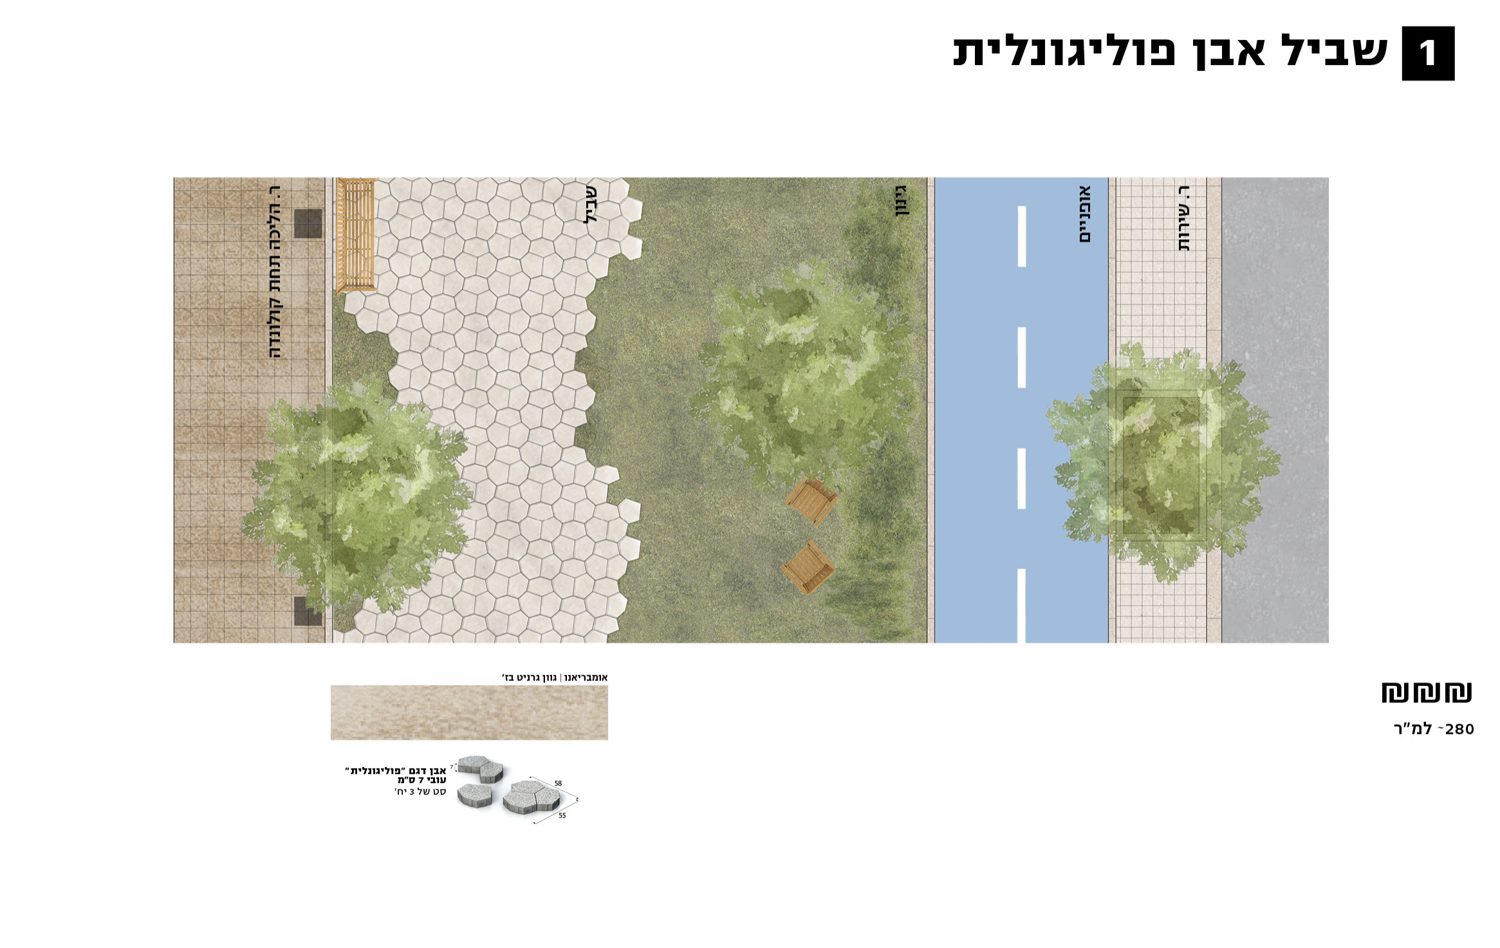 1 שביל אבן פוליגונלית
ר. שירות
אופניים
גינון
שביל
ר. הליכה תחת קולונדה
אומבריאנו | גוון גרניט בז'
אבן דגם "פוליגונלית"
עובי 7 ס"מ
סט של 3 יח'
7
58
55
₪₪₪
~280 למ"ר